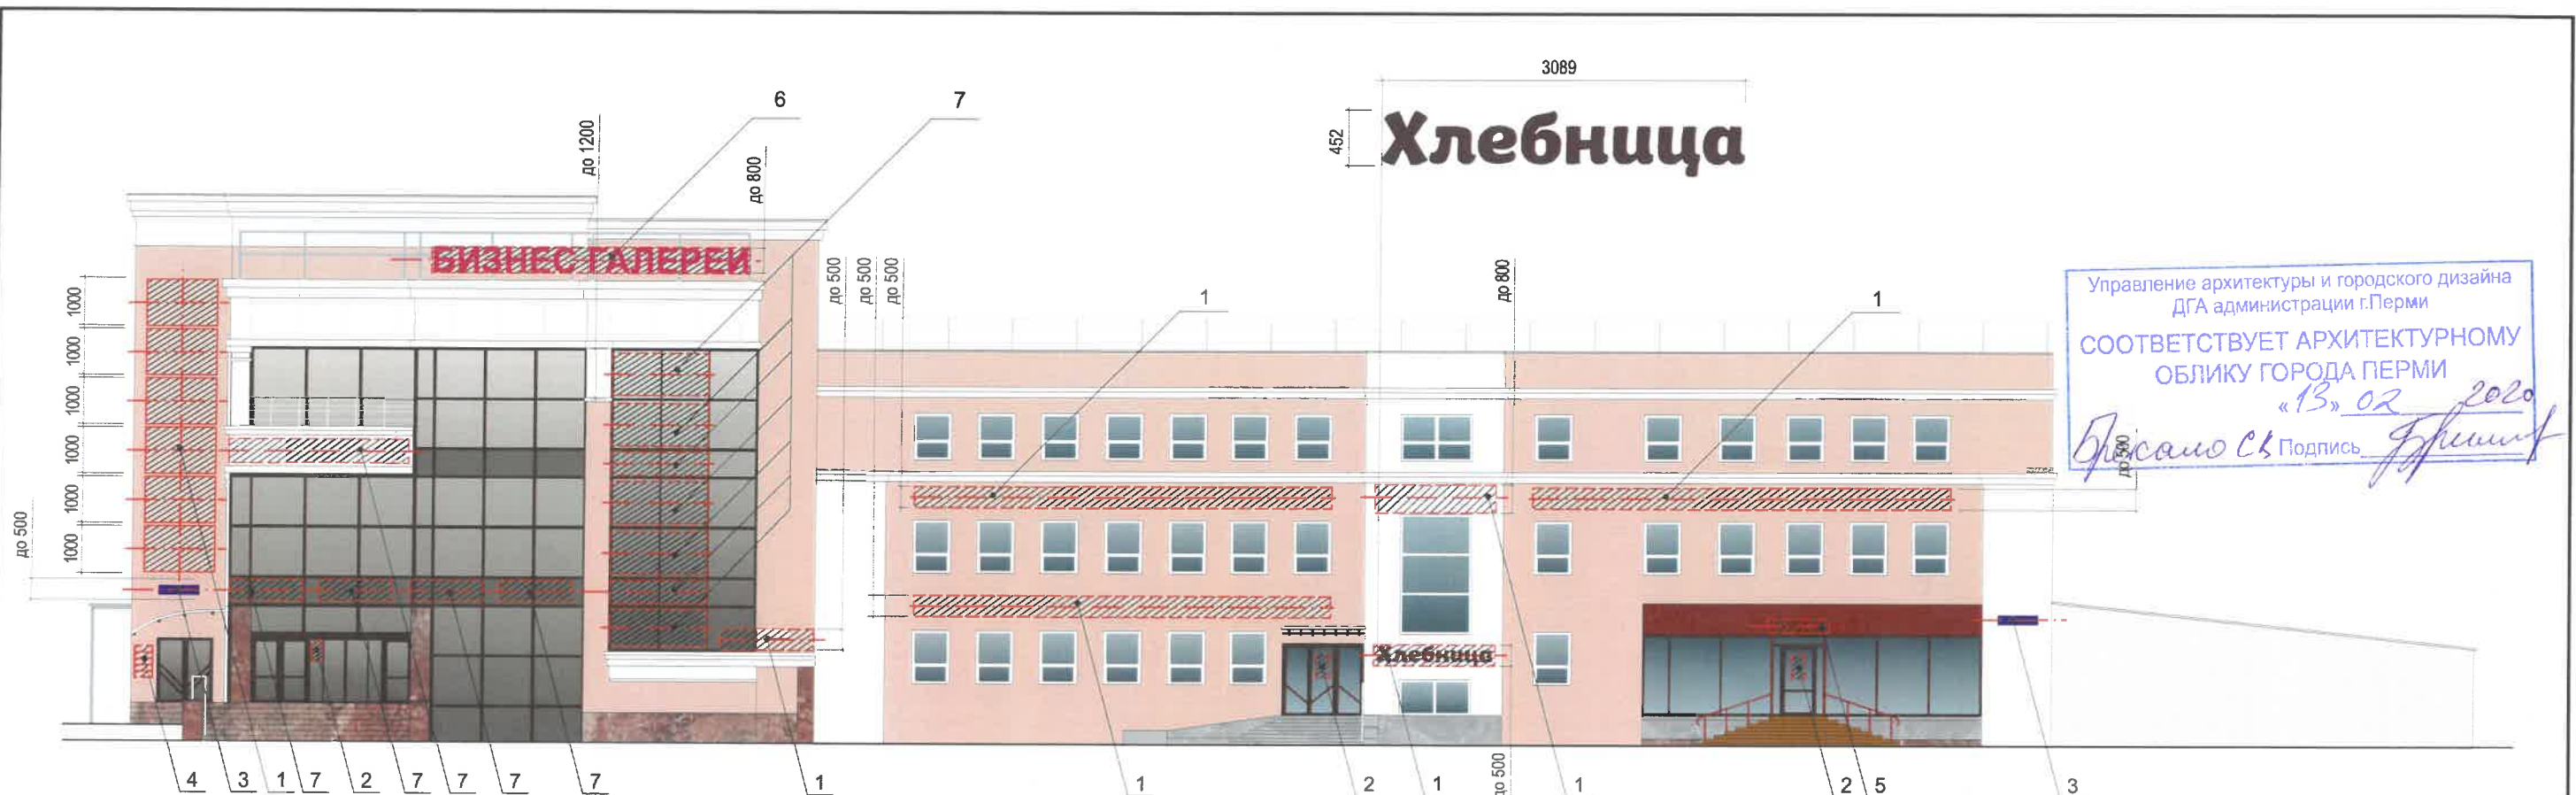 3089
452
Хлебница
6
7
до 1200
до 800
БИЗНЕС ГАЛЕРЕИ
1000
1000
1000
1000
1000
1000
до 500
до 500
до 500
до 500
1
до 800
1
Управление архитектуры и городского дизайна
ДГА администрации г.Перми
СООТВЕТСТВУЕТ АРХИТЕКТУРНОМУ
ОБЛИКУ ГОРОДА ПЕРМИ
«13» 02 2020
Подпись
до 500
Хлебница
4 3 1 7 2 7 7 7 7 1 1 2 1 до 500 1 2 5 3